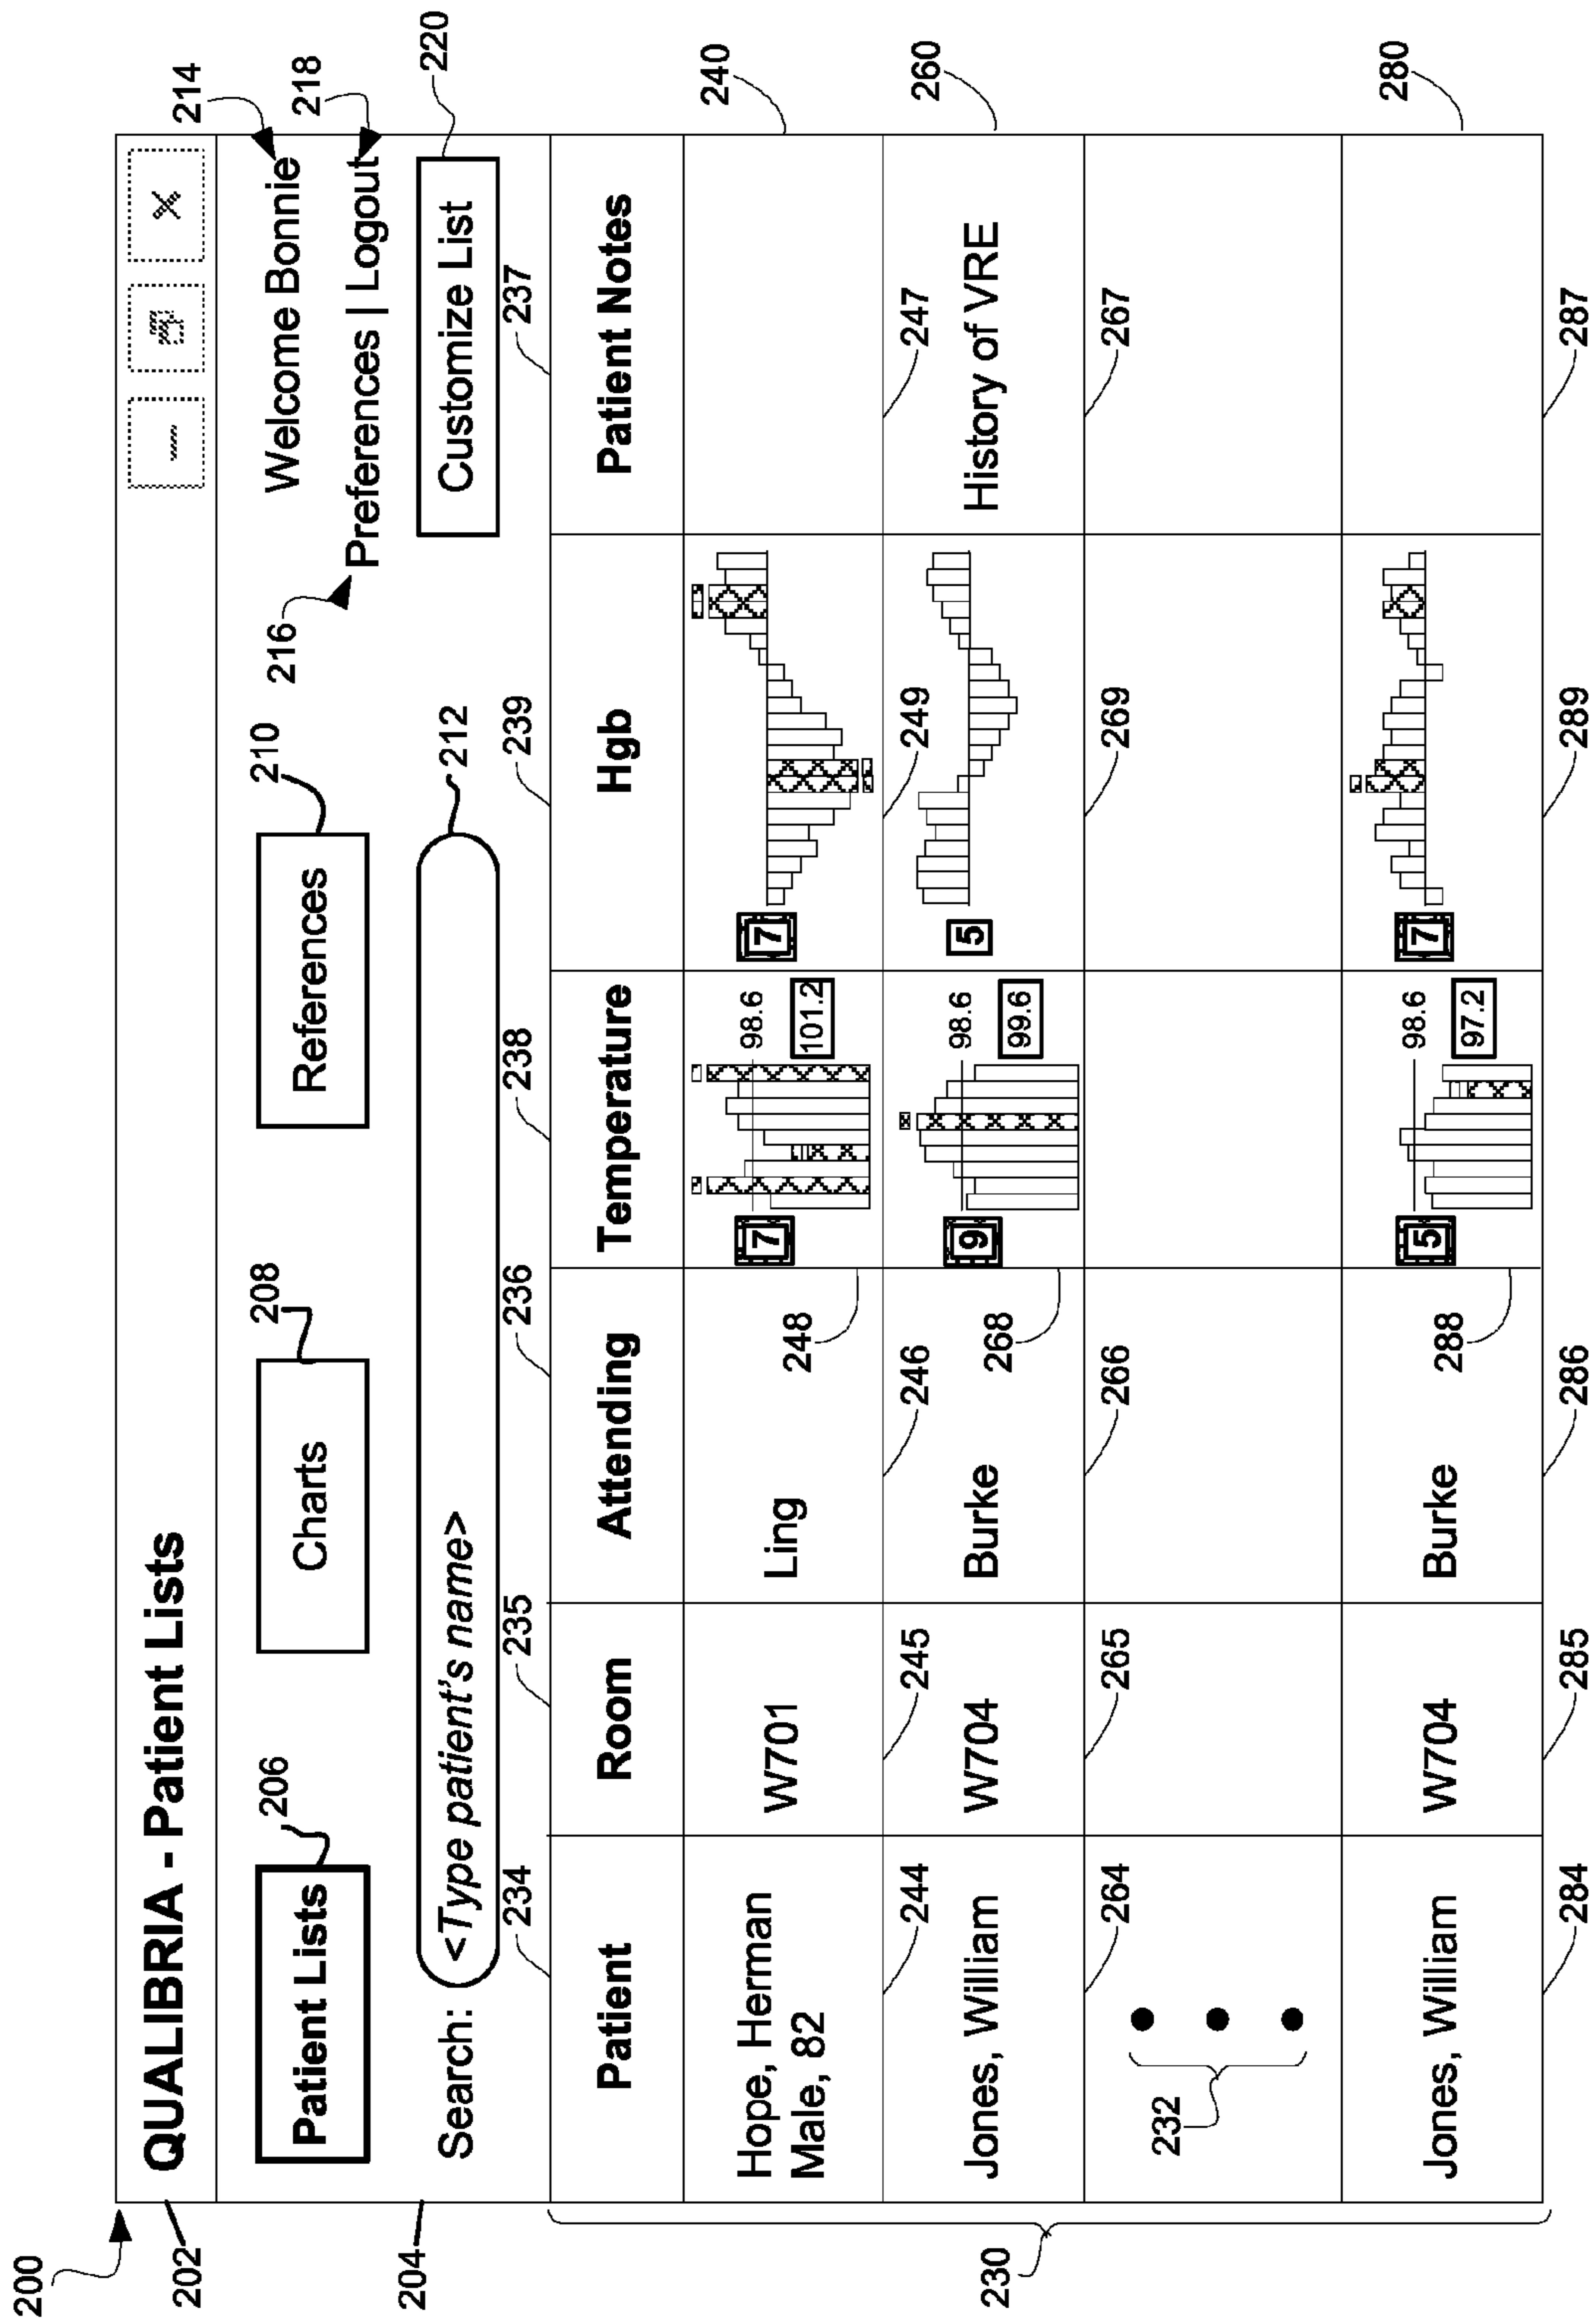 200
202
QUALIBRIA - Patient Lists
204
206
Patient Lists
208
Charts
210
References
214
Welcome Bonnie
216
Preferences | Logout
218
Search:
<Type patient's name>
212
Customize List
220
234
235
236
238
239
237
Patient
Room
Attending
Temperature
Hgb
Patient Notes
240
Hope, Herman
Male, 82
W701
Ling
7
98.6
101.2
7
244
245
246
248
249
247
260
Jones, William
W704
Burke
9
98.6
99.6
5
History of VRE
264
265
266
268
269
267
230
232
280
Jones, William
W704
Burke
5
98.6
97.2
7
284
285
286
288
289
287